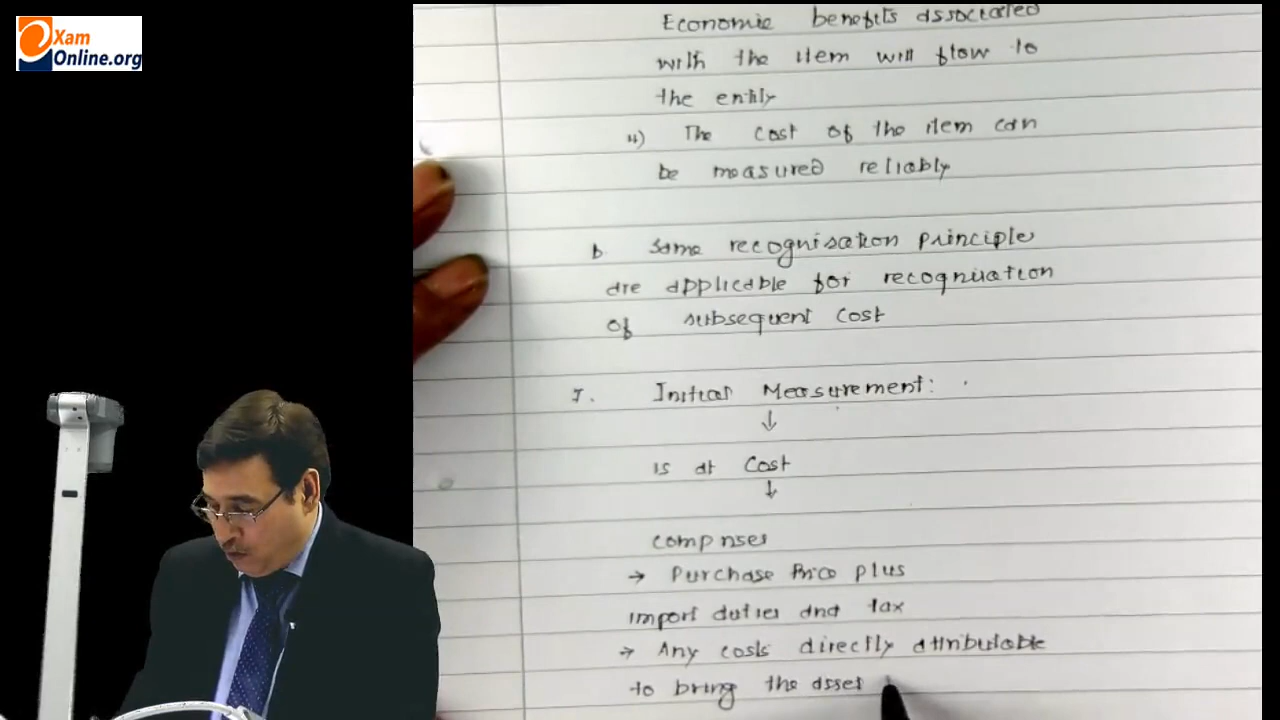 Xam
Online.org
Economic benefits associated
with the item will flow to
the entity
ii) The cost of the item can
be measured reliably
b. Same recognisation principle
are applicable for recognisation
of subsequent cost
I. Initial Measurement:
is at Cost
comprises
→ Purchase Price plus
import duties and tax
→ Any costs directly attributable
to bring the asset